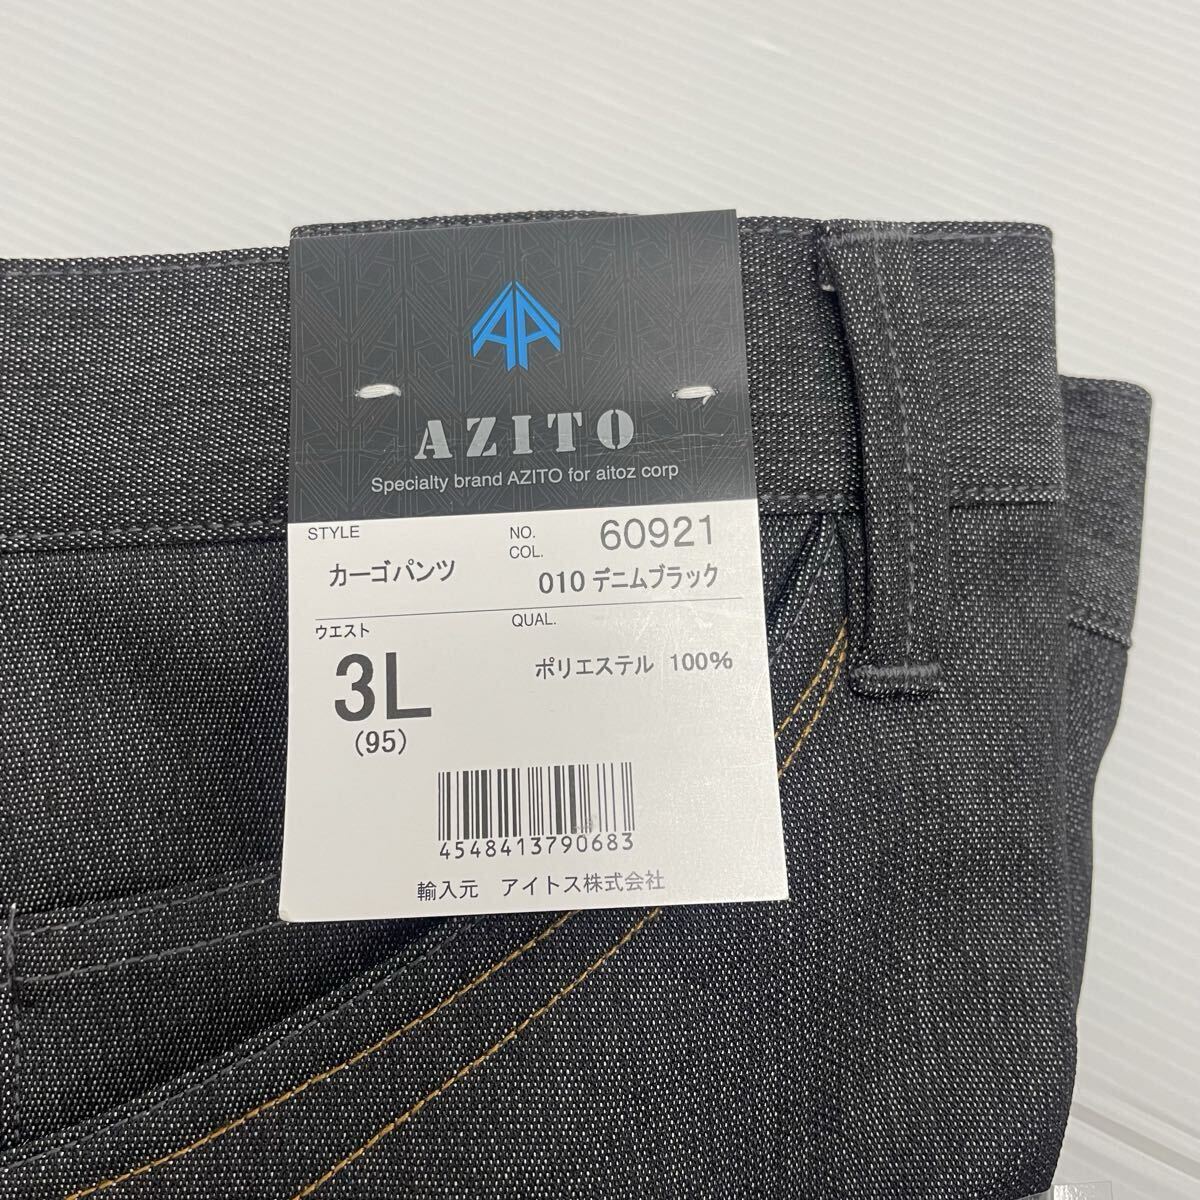 AZITO
Specialty brand AZITO for aitoz corp
STYLE
カーゴパンツ
NO.
COL.
60921
010 デニムブラック
ウエスト
3L
(95)
QUAL.
ポリエステル 100%
4548413790683
輸入元 アイトス株式会社